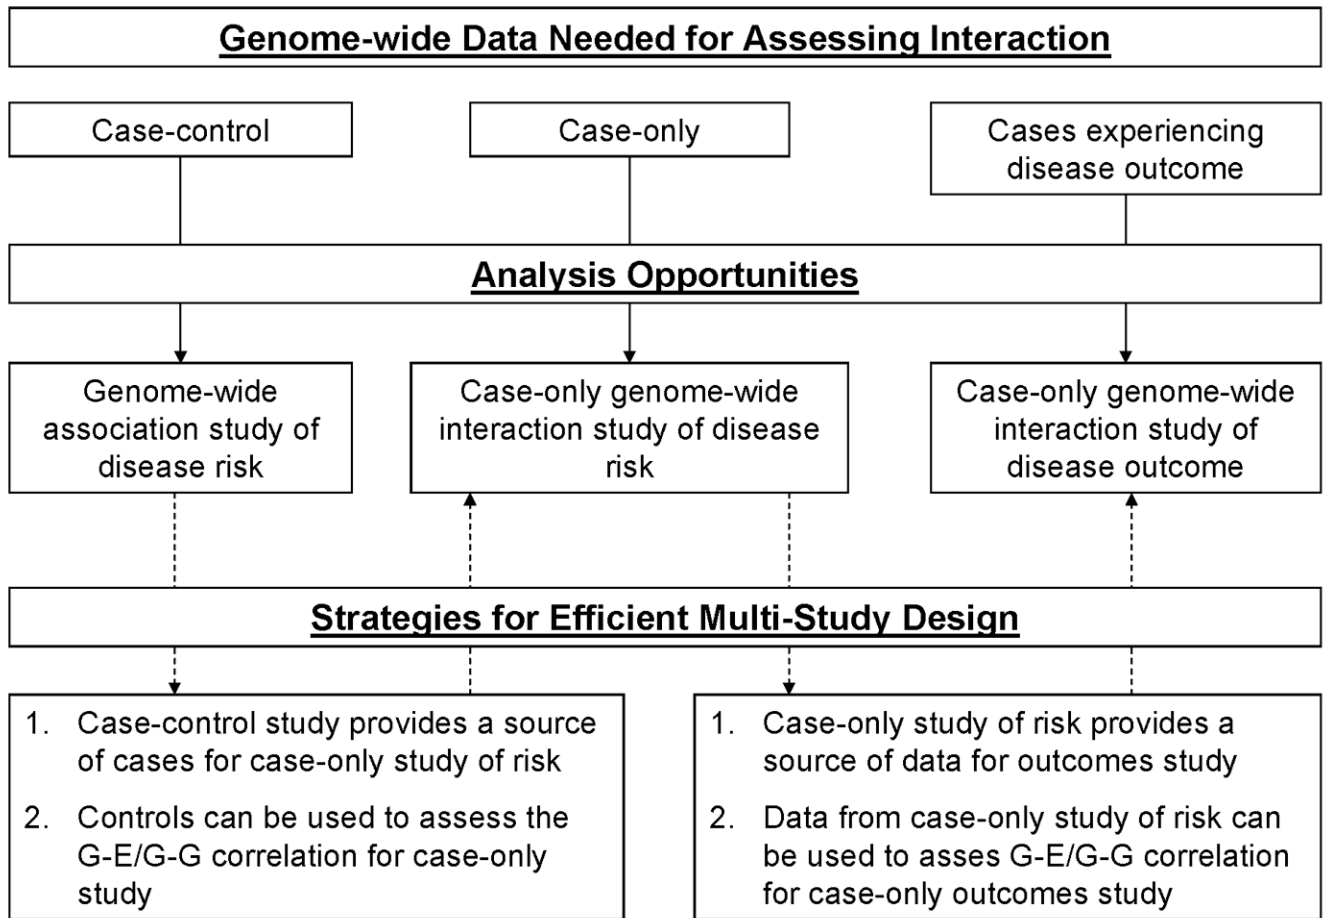 Genome-wide Data Needed for Assessing Interaction
Case-control
Case-only
Cases experiencing
disease outcome
Analysis Opportunities
Genome-wide
association study of
disease risk
Case-only genome-wide
interaction study of disease
risk
Case-only genome-wide
interaction study of
disease outcome
Strategies for Efficient Multi-Study Design
1. Case-control study provides a source
of cases for case-only study of risk
2. Controls can be used to assess the
G-E/G-G correlation for case-only
study
1. Case-only study of risk provides a
source of data for outcomes study
2. Data from case-only study of risk can
be used to asses G-E/G-G correlation
for case-only outcomes study